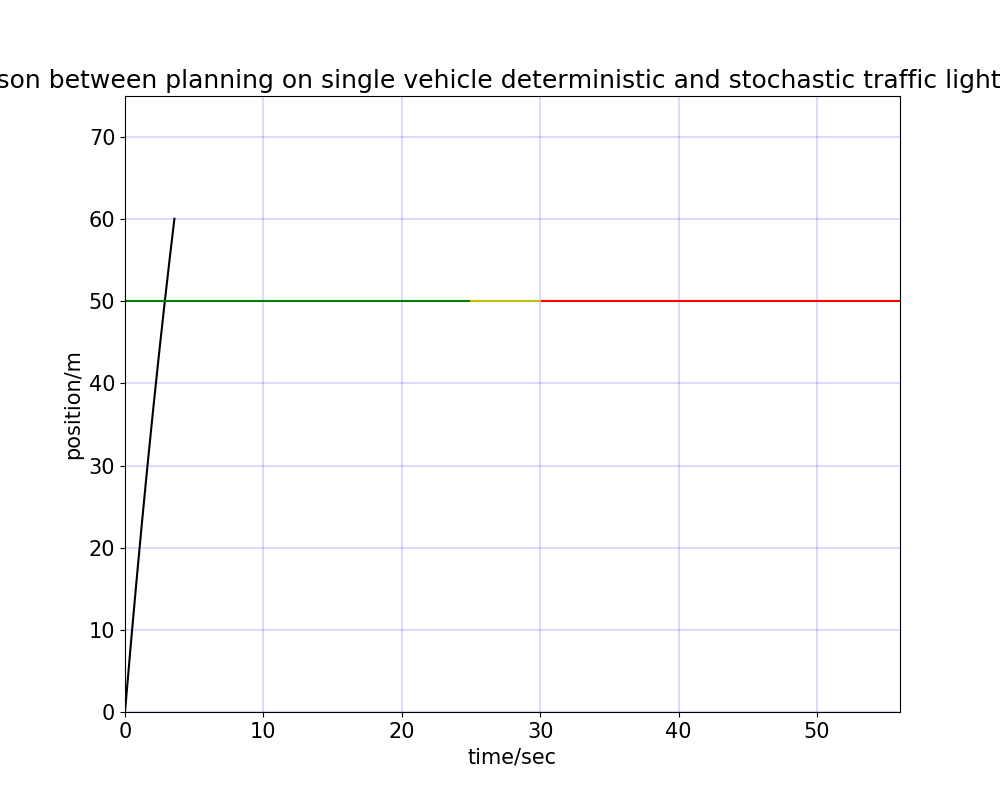 son between planning on single vehicle deterministic and stochastic traffic light
70
60
50
40
30
20
10
0
position/m
0 10 20 30 40 50
time/sec